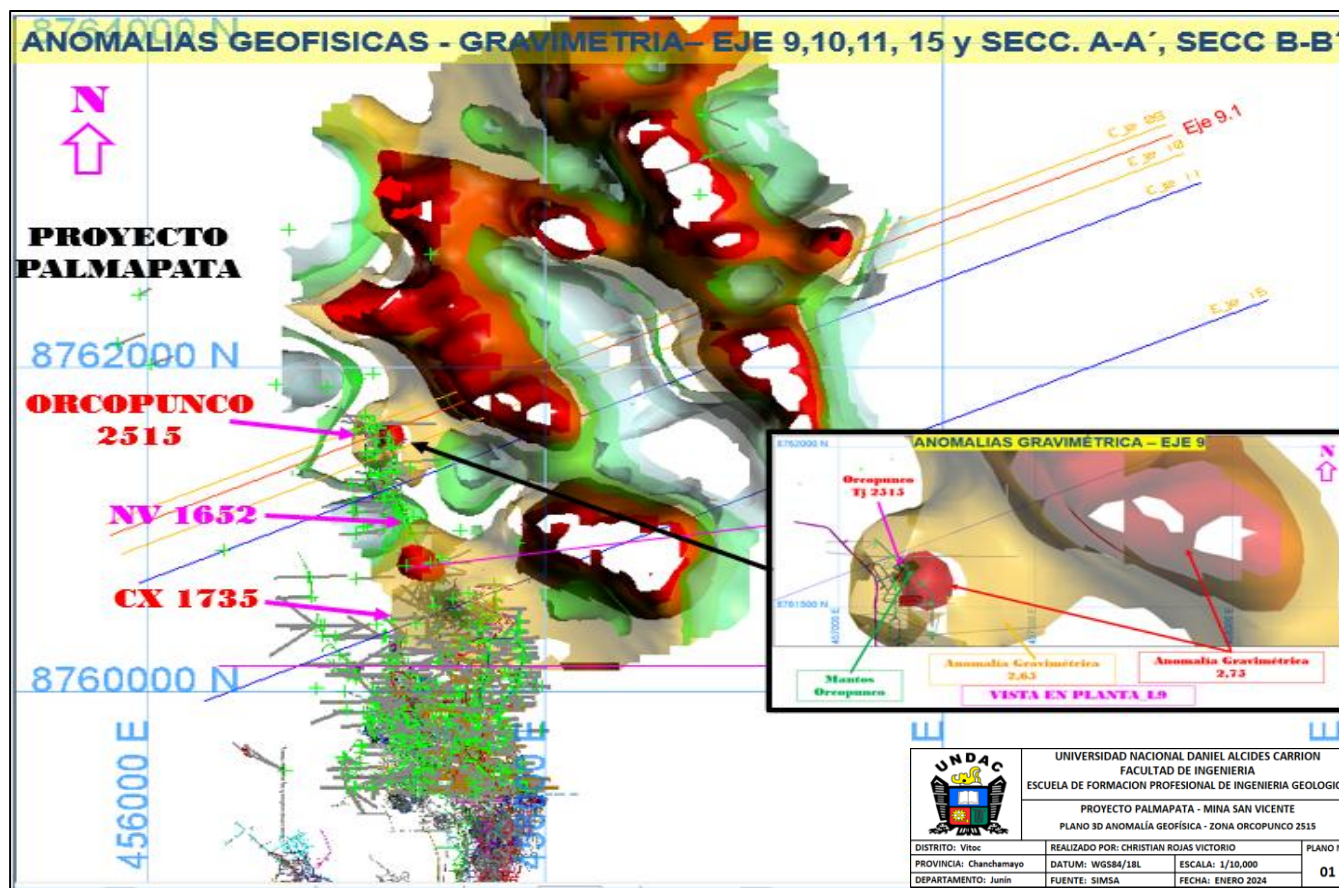 8764000 N
ANOMALIAS GEOFISICAS - GRAVIMETRIA– EJE 9,10,11, 15 y SECC. A-A´, SECC B-B´
N
Eje 9.1
PROYECTO
PALMAPATA
8762000 N
ORCOPUNCO
2515
NV 1652
CX 1735
8760000 N
456000 E
E
E
ANOMALIAS GRAVIMÉTRICA – EJE 9
8762000 N
N
Orcopunco
Tj 2515
8761500 N
457000 E
Mantos
Orcopunco
Anomalía Gravimétrica
2,65
Anomalía Gravimétrica
2,75
VISTA EN PLANTA_L9
UNDAC
UNIVERSIDAD NACIONAL DANIEL ALCIDES CARRION
FACULTAD DE INGENIERIA
ESCUELA DE FORMACION PROFESIONAL DE INGENIERIA GEOLOGIC
PROYECTO PALMAPATA - MINA SAN VICENTE
PLANO 3D ANOMALÍA GEOFÍSICA - ZONA ORCOPUNCO 2515
DISTRITO: Vitoc
REALIZADO POR: CHRISTIAN ROJAS VICTORIO
PLANO N
PROVINCIA: Chanchamayo
DATUM: WGS84/18L
ESCALA: 1/10,000
01
DEPARTAMENTO: Junín
FUENTE: SIMSA
FECHA: ENERO 2024